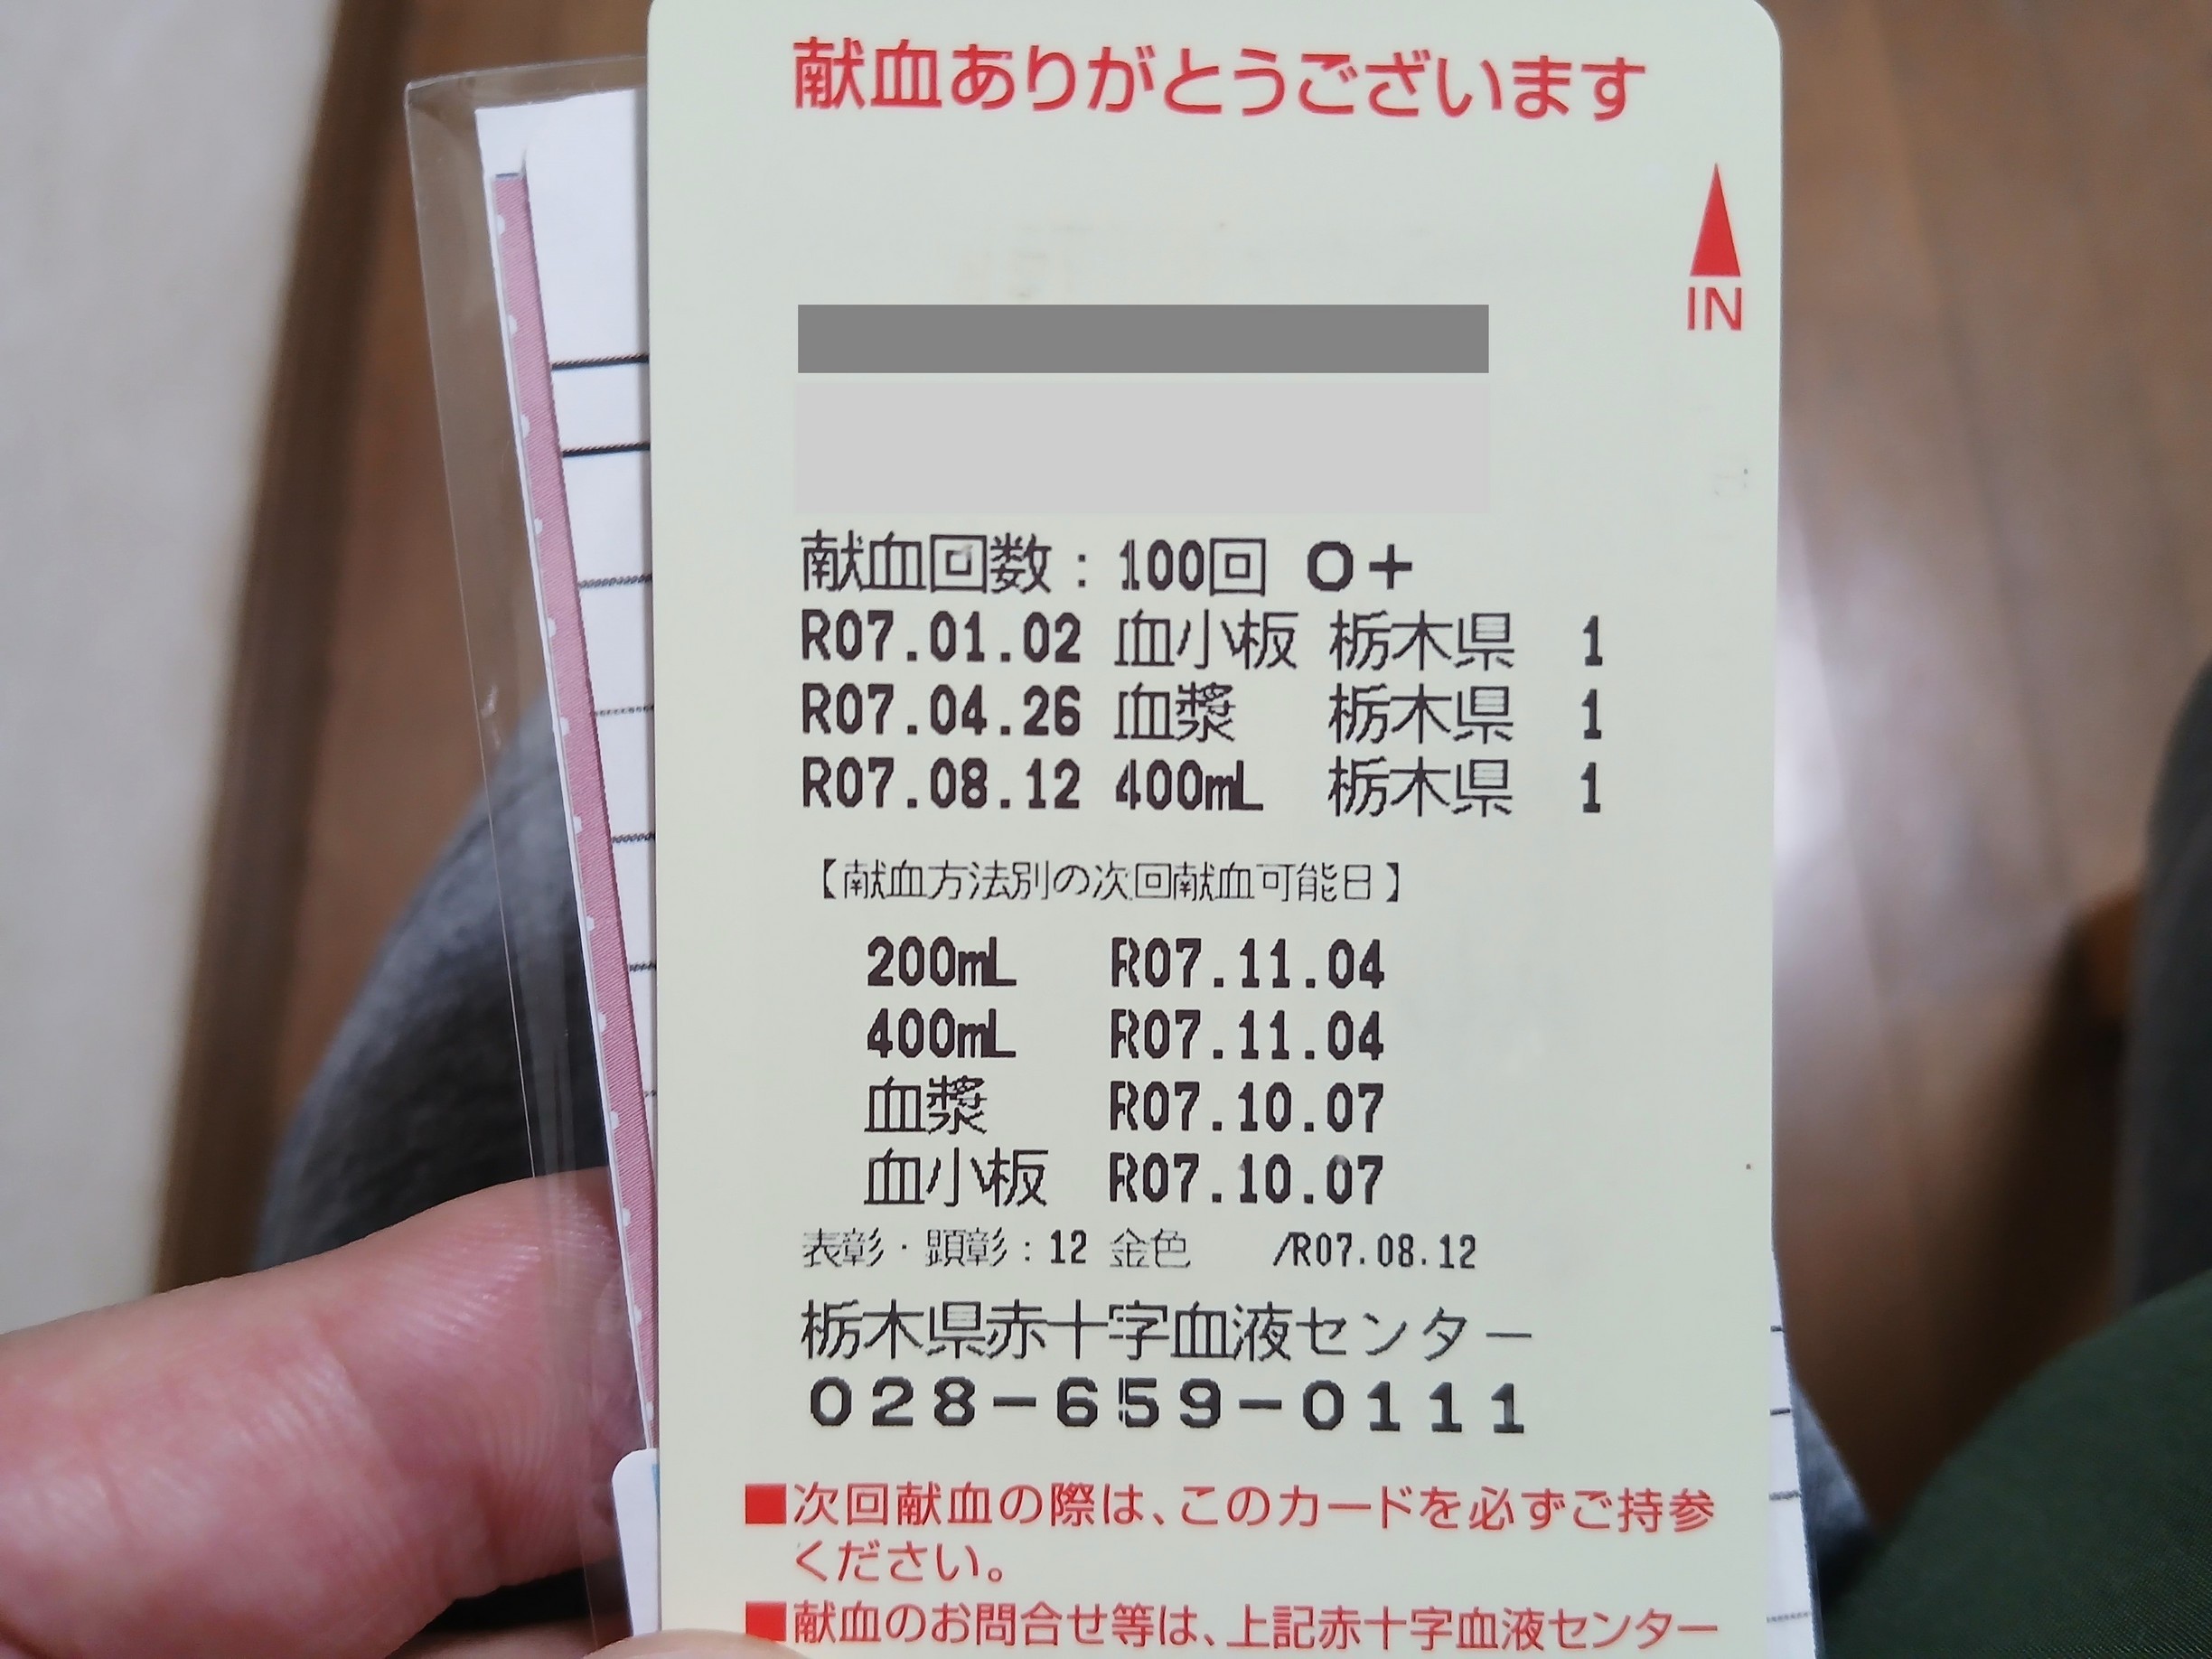 献血ありがとうございます
IN
献血回数：100回 O+
R07.01.02 血小板 栃木県 1
R07.04.26 血漿 栃木県 1
R07.08.12 400mL 栃木県 1
【献血方法別の次回献血可能日】
200mL R07.11.04
400mL R07.11.04
血漿 R07.10.07
血小板 R07.10.07
表彰・顕彰：12 金色 /R07.08.12
栃木県赤十字血液センター
028-659-0111
■次回献血の際は、このカードを必ずご持参
ください。
■献血のお問合せ等は、上記赤十字血液センター